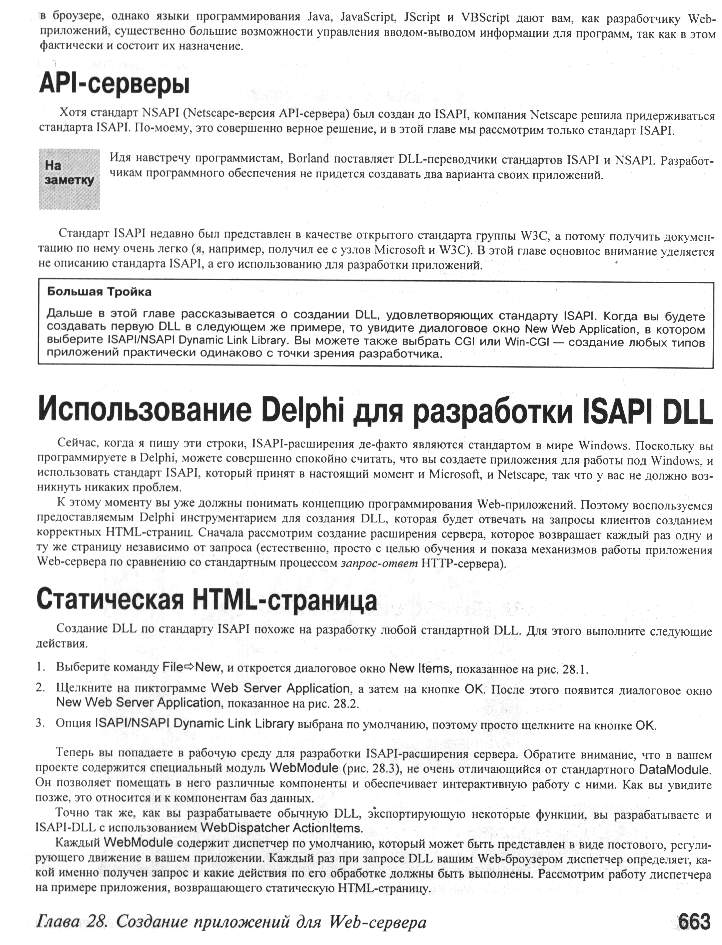 в броузере, однако языки программирования Java, JavaScript, JScript и VBScript дают вам, как разработчику Web-
приложений, существенно большие возможности управления вводом-выводом информации для программ, так как в этом
фактически и состоит их назначение.
API-серверы
Хотя стандарт NSAPI (Netscape-версия API-сервера) был создан до ISAPI, компания Netscape решила придерживаться
стандарта ISAPI. По-моему, это совершенно верное решение, и в этой главе мы рассмотрим только стандарт ISAPI.
На
заметку
Идя навстречу программистам, Borland поставляет DLL-переводчики стандартов ISAPI и NSAPI. Разработ-
чикам программного обеспечения не придется создавать два варианта своих приложений.
Стандарт ISAPI недавно был представлен в качестве открытого стандарта группы W3C, а потому получить докумен-
тацию по нему очень легко (я, например, получил ее с узлов Microsoft и W3C). В этой главе основное внимание уделяется
не описанию стандарта ISAPI, а его использованию для разработки приложений.
Большая Тройка
Дальше в этой главе рассказывается о создании DLL, удовлетворяющих стандарту ISAPI. Когда вы будете
создавать первую DLL в следующем же примере, то увидите диалоговое окно New Web Application, в котором
выберите ISAPI/NSAPI Dynamic Link Library. Вы можете также выбрать CGI или Win-CGI — создание любых типов
приложений практически одинаково с точки зрения разработчика.
Использование Delphi для разработки ISAPI DLL
Сейчас, когда я пишу эти строки, ISAPI-расширения де-факто являются стандартом в мире Windows. Поскольку вы
программируете в Delphi, можете совершенно спокойно считать, что вы создаете приложения для работы под Windows, и
использовать стандарт ISAPI, который принят в настоящий момент и Microsoft, и Netscape, так что у вас не должно воз-
никнуть никаких проблем.
К этому моменту вы уже должны понимать концепцию программирования Web-приложений. Поэтому воспользуемся
предоставляемым Delphi инструментарием для создания DLL, которая будет отвечать на запросы клиентов созданием
корректных HTML-страниц. Сначала рассмотрим создание расширения сервера, которое возвращает каждый раз одну и
ту же страницу независимо от запроса (естественно, просто с целью обучения и показа механизмов работы приложения
Web-сервера по сравнению со стандартным процессом запрос-ответ HTTP-сервера).
Статическая HTML-страница
Создание DLL по стандарту ISAPI похоже на разработку любой стандартной DLL. Для этого выполните следующие
действия.
1. Выберите команду File⇨New, и откроется диалоговое окно New Items, показанное на рис. 28.1.
2. Щелкните на пиктограмме Web Server Application, а затем на кнопке OK. После этого появится диалоговое окно
New Web Server Application, показанное на рис. 28.2.
3. Опция ISAPI/NSAPI Dynamic Link Library выбрана по умолчанию, поэтому просто щелкните на кнопке OK.
Теперь вы попадаете в рабочую среду для разработки ISAPI-расширения сервера. Обратите внимание, что в вашем
проекте содержится специальный модуль WebModule (рис. 28.3), не очень отличающийся от стандартного DataModule.
Он позволяет помещать в него различные компоненты и обеспечивает интерактивную работу с ними. Как вы увидите
позже, это относится и к компонентам баз данных.
Точно так же, как вы разрабатываете обычную DLL, экспортирующую некоторые функции, вы разрабатываете и
ISAPI-DLL с использованием WebDispatcher ActionItems.
Каждый WebModule содержит диспетчер по умолчанию, который может быть представлен в виде постового, регули-
рующего движение в вашем приложении. Каждый раз при запросе DLL вашим Web-броузером диспетчер определяет, ка-
кой именно получен запрос и какие действия по его обработке должны быть выполнены. Рассмотрим работу диспетчера
на примере приложения, возвращающего статическую HTML-страницу.
Глава 28. Создание приложений для Web-сервера 663